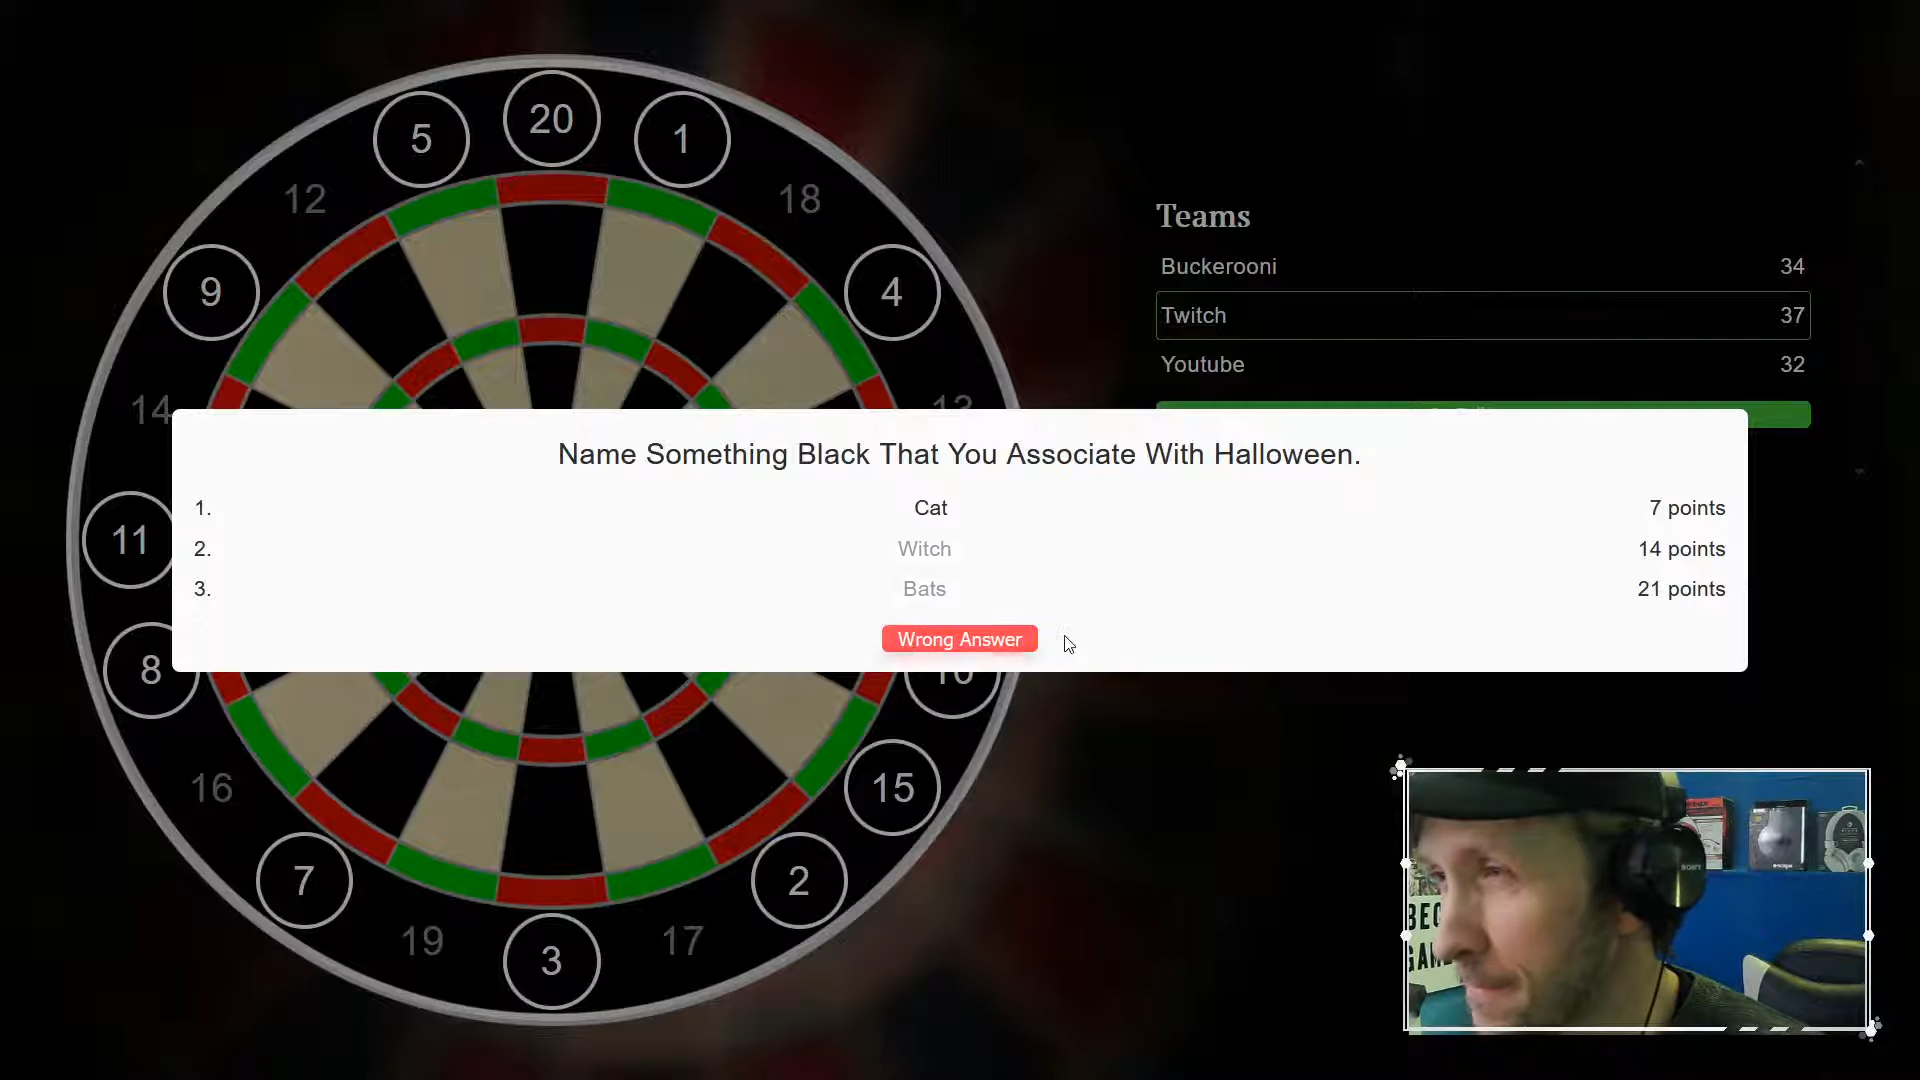 20
5
1
12
18
9
4
14
11
8
10
16
15
7
2
19
17
3
Teams
Buckerooni 34
Twitch 37
Youtube 32
Name Something Black That You Associate With Halloween.
1. Cat 7 points
2. Witch 14 points
3. Bats 21 points
Wrong Answer
SONY